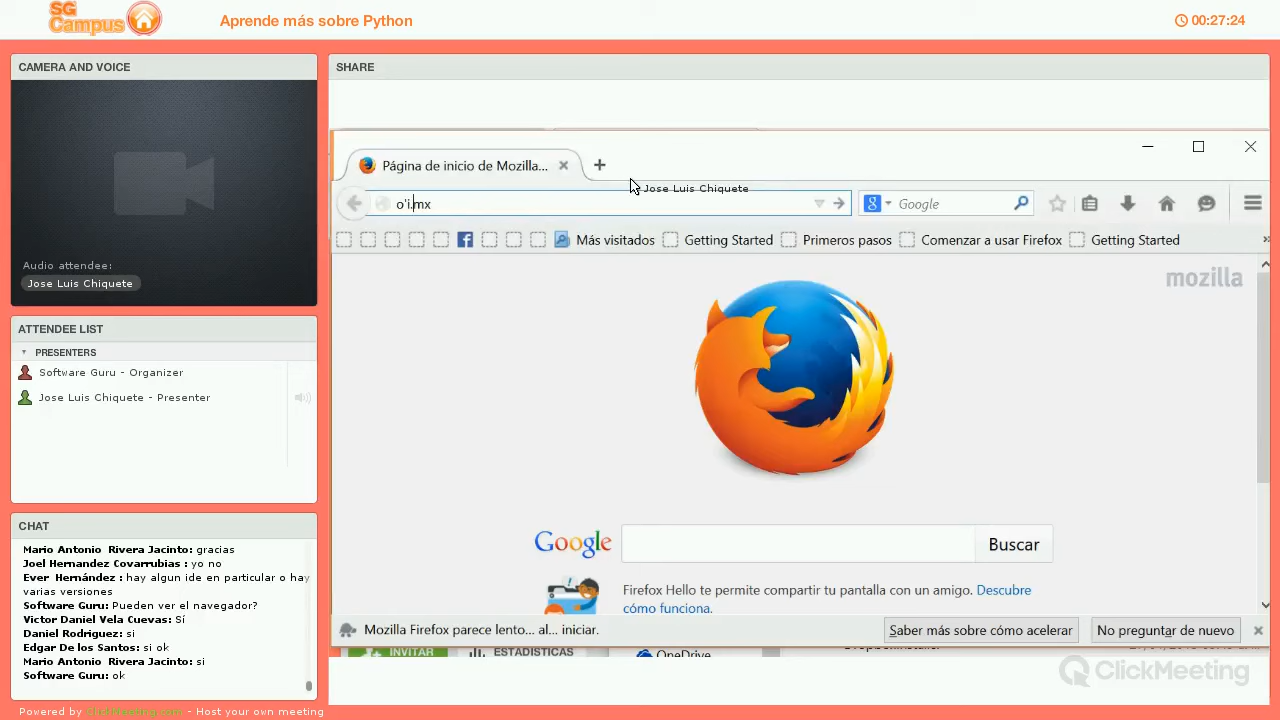 SG
Campus
Aprende más sobre Python
00:27:24
CAMERA AND VOICE
Audio attendee:
Jose Luis Chiquete
ATTENDEE LIST
PRESENTERS
Software Guru - Organizer
Jose Luis Chiquete - Presenter
CHAT
Mario Antonio Rivera Jacinto: gracias
Joel Hernandez Covarrubias : yo no
Ever Hernández : hay algun ide en particular o hay
varias versiones
Software Guru: Pueden ver el navegador?
Victor Daniel Vela Cuevas: Sí
Daniel Rodriguez: si
Edgar De los Santos: si ok
Mario Antonio Rivera Jacinto: si
Software Guru: ok
Powered by ClickMeeting.com - Host your own meeting
SHARE
Página de inicio de Mozilla...
Jose Luis Chiquete
o'i.mx
Google
Más visitados
Getting Started
Primeros pasos
Comenzar a usar Firefox
Getting Started
mozilla
Google
Buscar
Firefox Hello te permite compartir tu pantalla con un amigo. Descubre
cómo funciona.
Mozilla Firefox parece lento... al... iniciar.
Saber más sobre cómo acelerar
No preguntar de nuevo
INVITAR
ESTADISTICAS
OneDrive
ClickMeeting